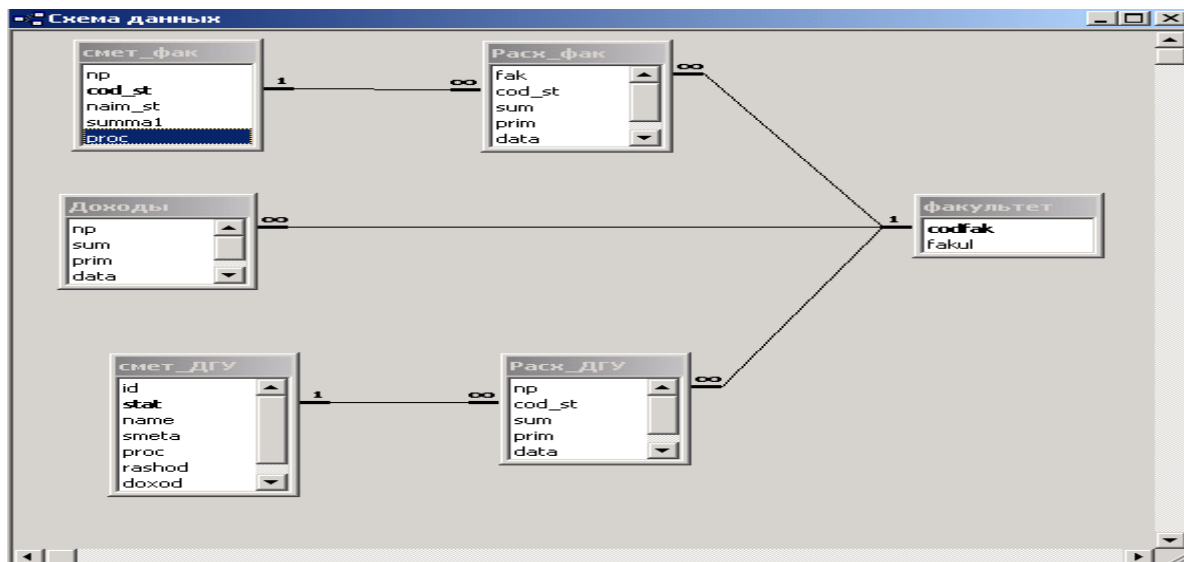 Схема данных
смет_фак
np
cod_st
naim_st
summa1
proc
1
∞
Расх_фак
fak
cod_st
sum
prim
data
∞
Доходы
np
sum
prim
data
∞
1
факультет
codfak
fakul
смет_ДГУ
id
stat
name
smeta
proc
rashod
doxod
1
∞
Расх_ДГУ
np
cod_st
sum
prim
data
∞